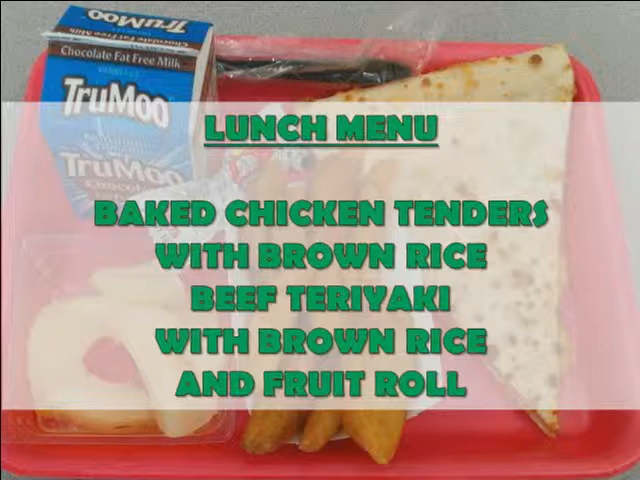 TruMoo
Chocolate Fat Free Milk
TruMoo
TruMoo
LUNCH MENU
BAKED CHICKEN TENDERS
WITH BROWN RICE
BEEF TERIYAKI
WITH BROWN RICE
AND FRUIT ROLL